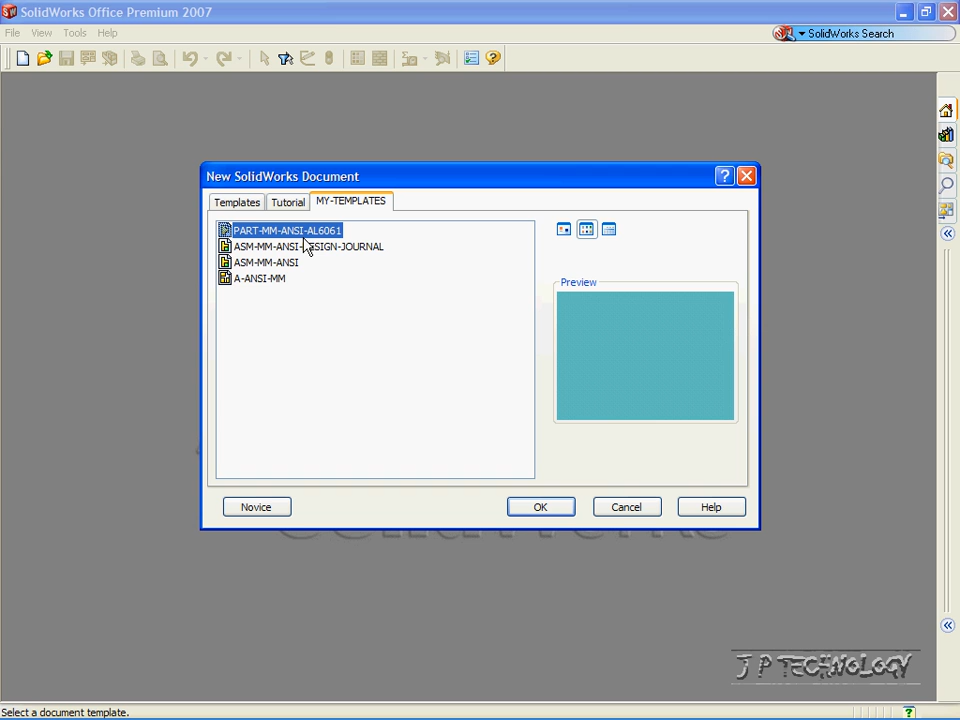 SolidWorks Office Premium 2007
File View Tools Help
SolidWorks Search
New SolidWorks Document
Templates Tutorial MY-TEMPLATES
PART-MM-ANSI-AL6061
ASM-MM-ANSI-DESIGN-JOURNAL
ASM-MM-ANSI
A-ANSI-MM
Preview
Novice OK Cancel Help
SolidWorks
J P TECHNOLOGY
Select a document template.